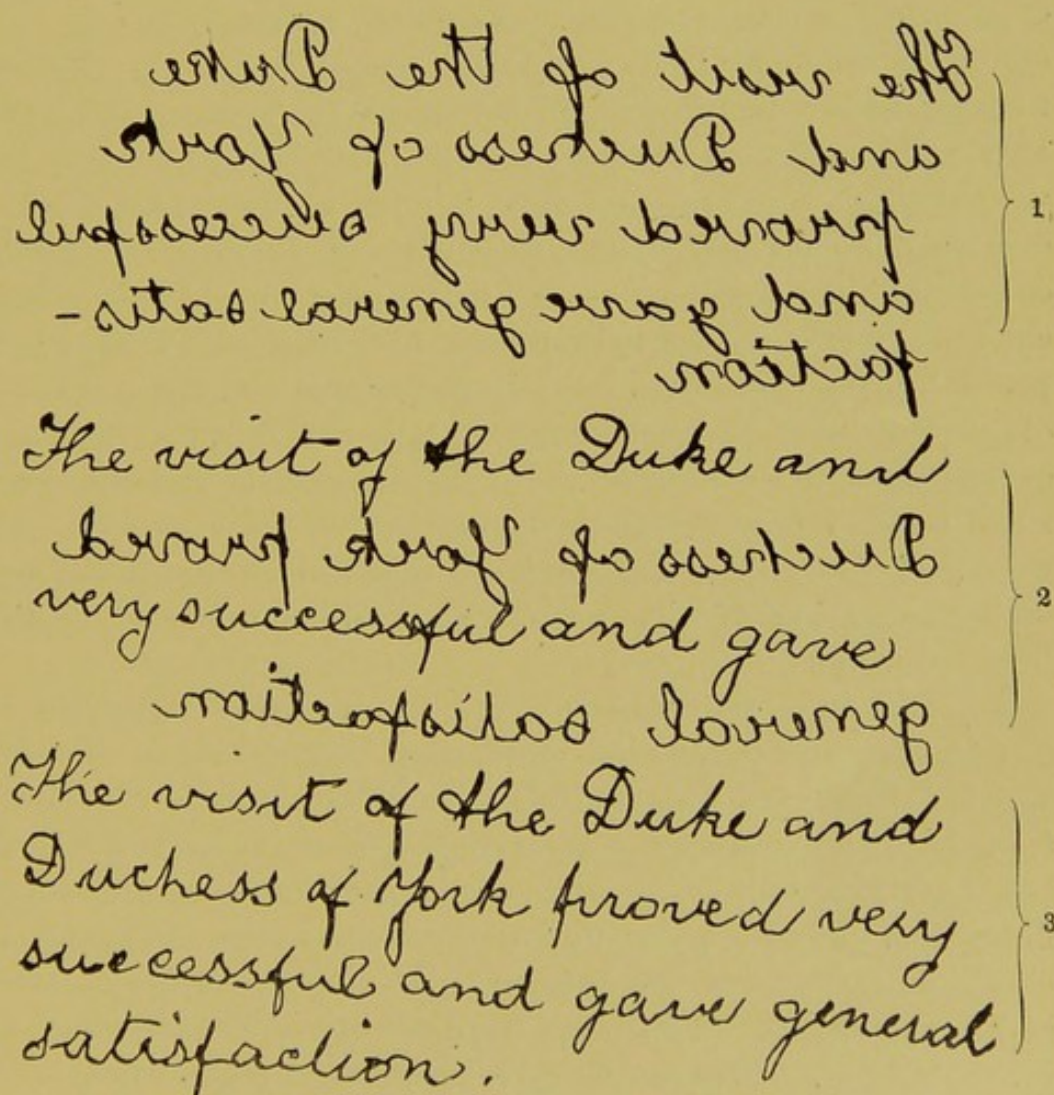 The visit of the Duke
and Duchess of York
proved very successful
and gave general satis-
faction
1
The visit of the Duke and
Duchess of York proved
very successful and gave
general satisfaction
2
The visit of the Duke and
Duchess of York proved very
successful and gave general
satisfaction.
3